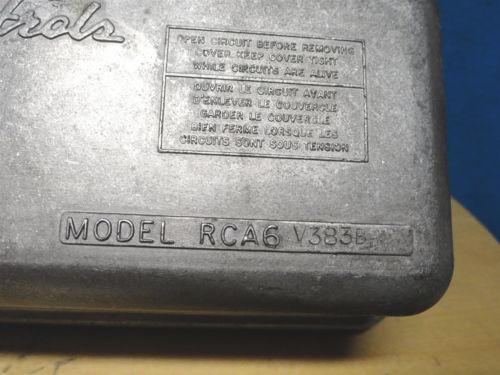 trols
OPEN CIRCUIT BEFORE REMOVING
COVER KEEP COVER TIGHT
WHILE CIRCUITS ARE ALIVE
OUVRIR LE CIRCUIT AVANT
D'ENLEVER LE COUVERCLE
GARDER LE COUVERCLE
BIEN FERME LORSQUE LES
CIRCUITS SONT SOUS TENSION
MODEL RCA6 V383B